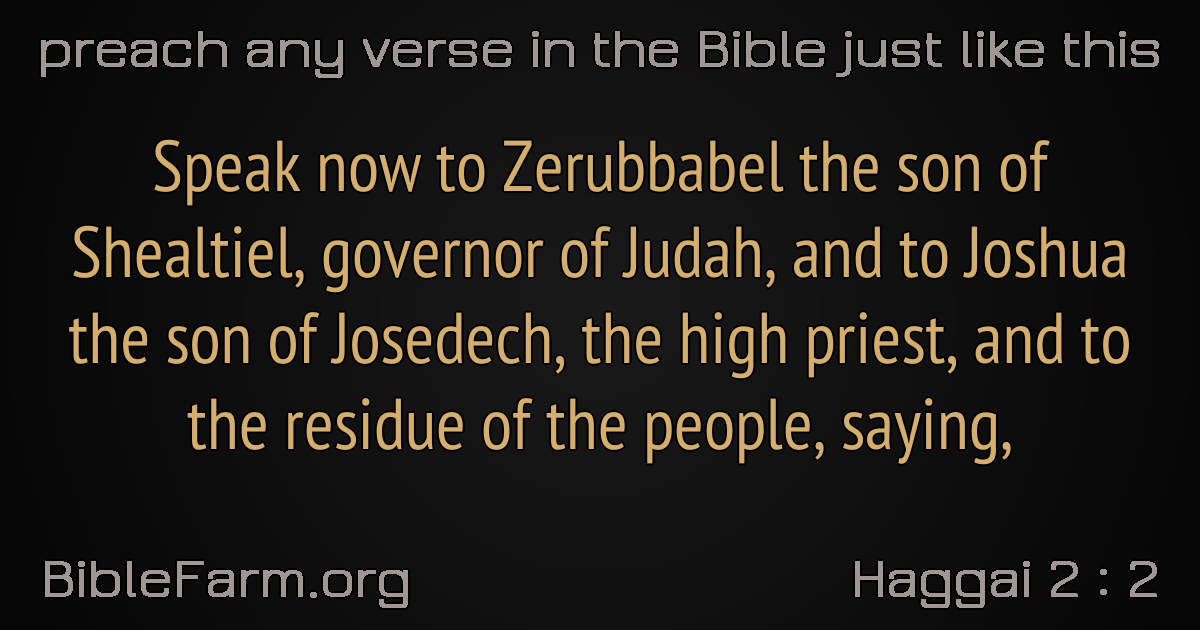 preach any verse in the Bible just like this
Speak now to Zerubbabel the son of
Shealtiel, governor of Judah, and to Joshua
the son of Josedech, the high priest, and to
the residue of the people, saying,
BibleFarm.org
Haggai 2 : 2